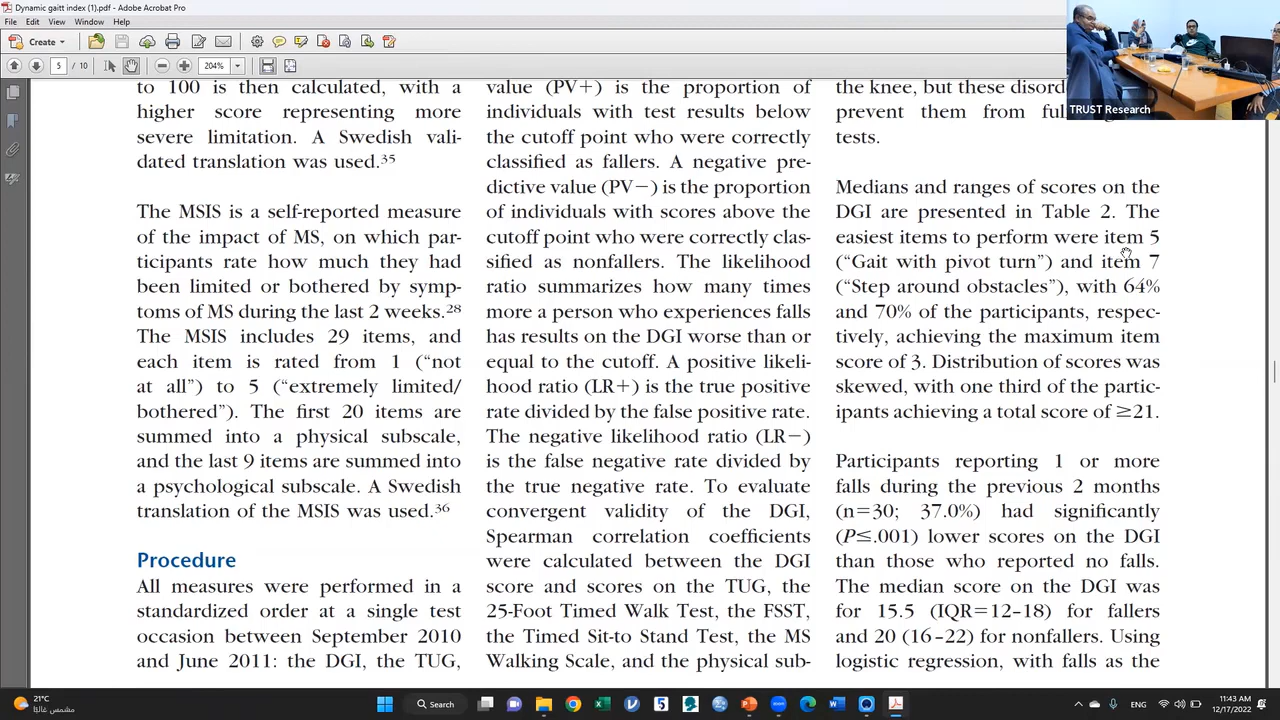 Dynamic gaitt index (1).pdf - Adobe Acrobat Pro
File Edit View Window Help
Create
5 / 10 204%
TRUST Research
to 100 is then calculated, with a
higher score representing more
severe limitation. A Swedish vali-
dated translation was used.35
The MSIS is a self-reported measure
of the impact of MS, on which par-
ticipants rate how much they had
been limited or bothered by symp-
toms of MS during the last 2 weeks.28
The MSIS includes 29 items, and
each item is rated from 1 (“not
at all”) to 5 (“extremely limited/
bothered”). The first 20 items are
summed into a physical subscale,
and the last 9 items are summed into
a psychological subscale. A Swedish
translation of the MSIS was used.36
Procedure
All measures were performed in a
standardized order at a single test
occasion between September 2010
and June 2011: the DGI, the TUG,
value (PV+) is the proportion of
individuals with test results below
the cutoff point who were correctly
classified as fallers. A negative pre-
dictive value (PV−) is the proportion
of individuals with scores above the
cutoff point who were correctly clas-
sified as nonfallers. The likelihood
ratio summarizes how many times
more a person who experiences falls
has results on the DGI worse than or
equal to the cutoff. A positive likeli-
hood ratio (LR+) is the true positive
rate divided by the false positive rate.
The negative likelihood ratio (LR−)
is the false negative rate divided by
the true negative rate. To evaluate
convergent validity of the DGI,
Spearman correlation coefficients
were calculated between the DGI
score and scores on the TUG, the
25-Foot Timed Walk Test, the FSST,
the Timed Sit-to Stand Test, the MS
Walking Scale, and the physical sub-
the knee, but these disord
prevent them from ful
tests.
Medians and ranges of scores on the
DGI are presented in Table 2. The
easiest items to perform were item 5
(“Gait with pivot turn”) and item 7
(“Step around obstacles”), with 64%
and 70% of the participants, respec-
tively, achieving the maximum item
score of 3. Distribution of scores was
skewed, with one third of the partic-
ipants achieving a total score of ≥21.
Participants reporting 1 or more
falls during the previous 2 months
(n=30; 37.0%) had significantly
(P≤.001) lower scores on the DGI
than those who reported no falls.
The median score on the DGI was
for 15.5 (IQR=12–18) for fallers
and 20 (16–22) for nonfallers. Using
logistic regression, with falls as the
21°C
مشمس غالبًا
Search
ENG
11:43 AM
12/17/2022